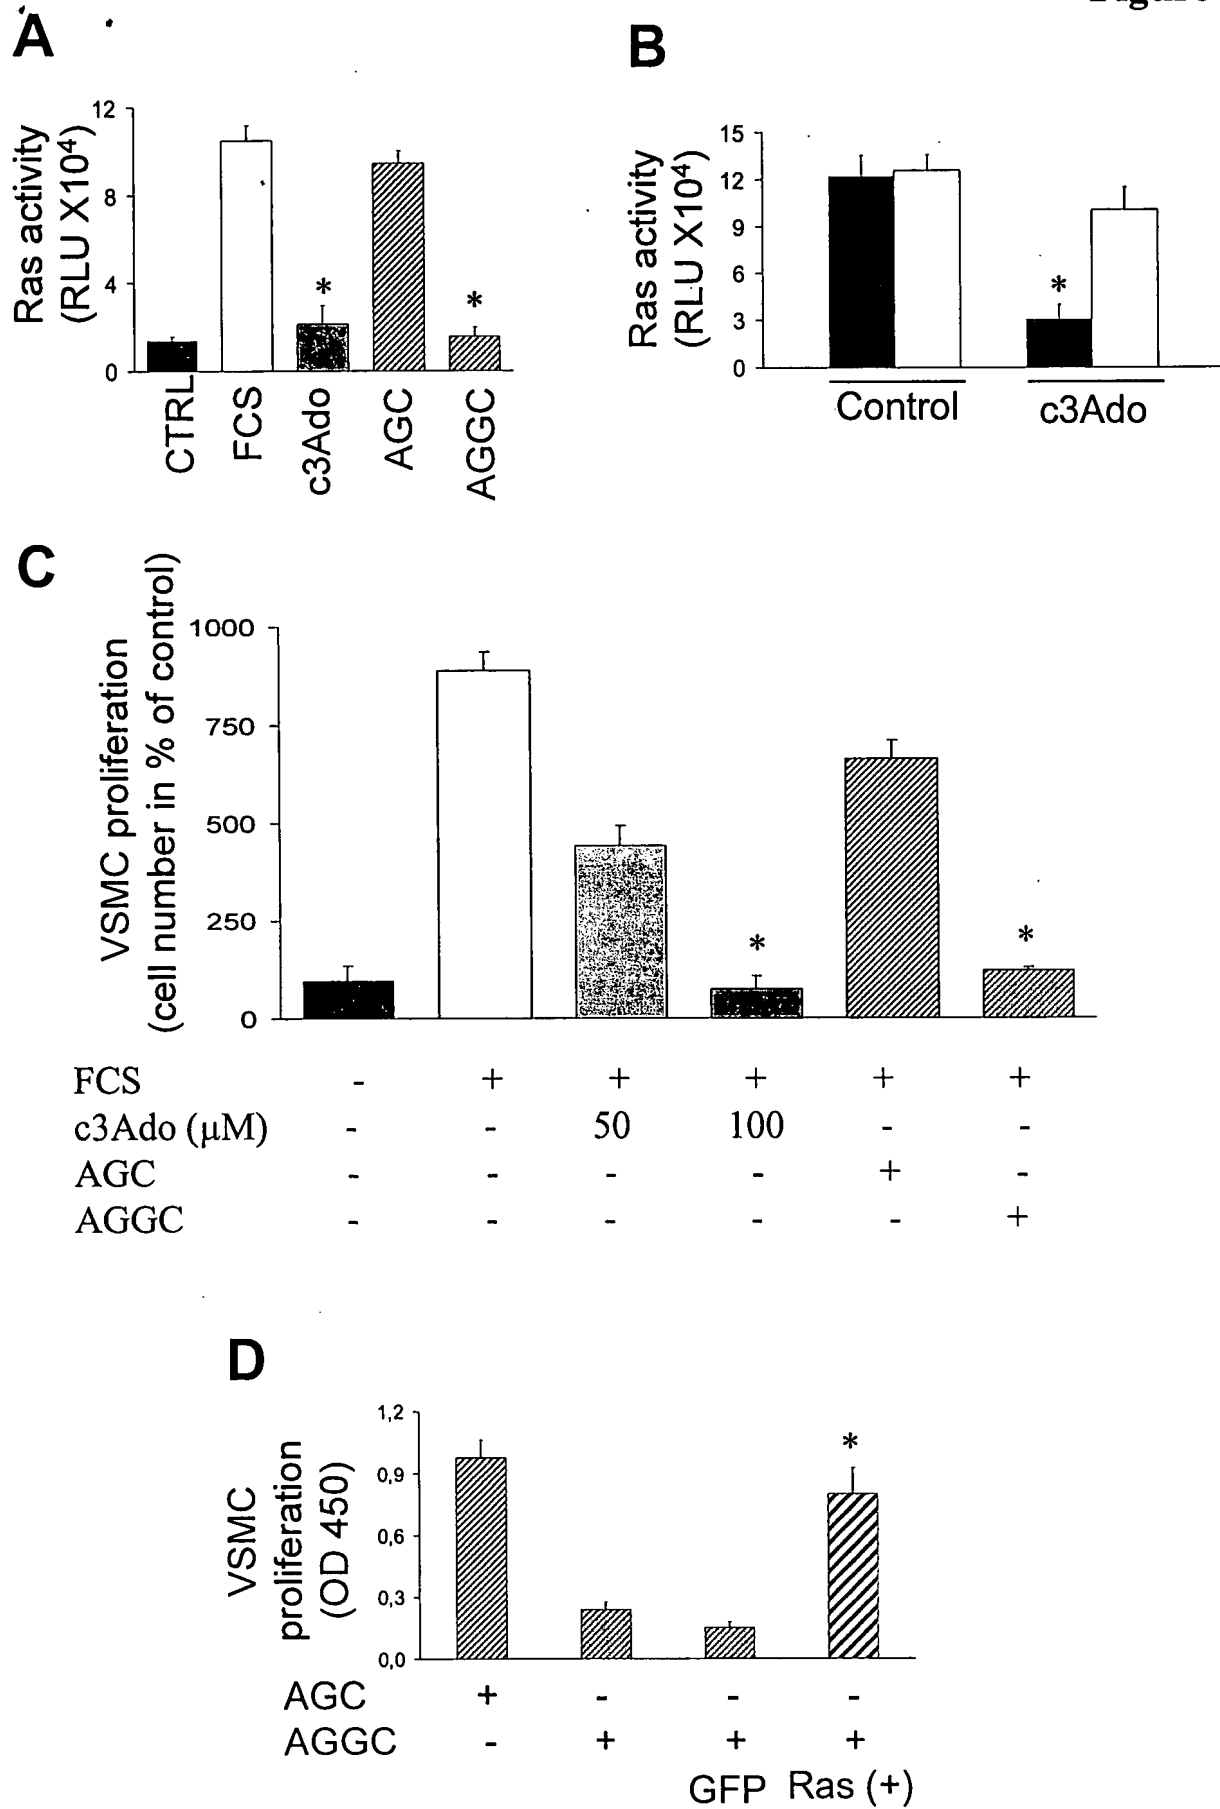 A
Ras activity
(RLU X10⁴)
12
8
4
0
*
*
CTRL
FCS
c3Ado
AGC
AGGC
B
Ras activity
(RLU X10⁴)
15
12
9
6
3
0
*
Control
c3Ado
C
VSMC proliferation
(cell number in % of control)
1000
750
500
250
0
*
*
FCS - + + + + +
c3Ado (μM) - - 50 100 - -
AGC - - - - + -
AGGC - - - - - +
D
VSMC
proliferation
(OD 450)
1,2
0,9
0,6
0,3
0,0
*
AGC + - - -
AGGC - + + +
GFP Ras (+)